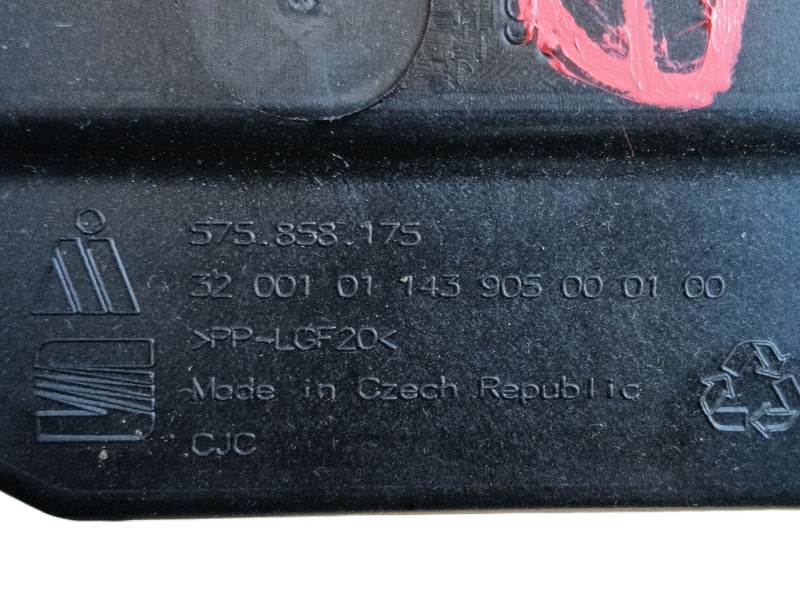 575.858.175
32 001 01 143 905 00 01 00
>PP-LGF20<
Made in Czech Republic
CJC